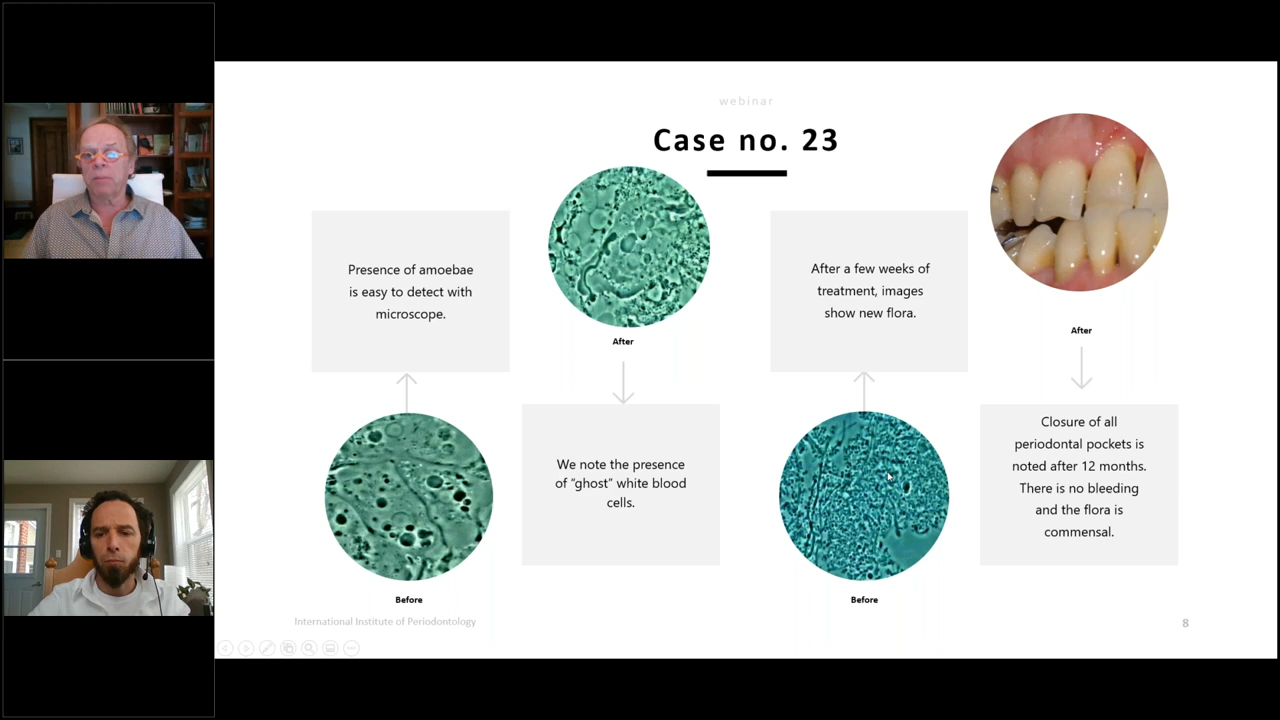 webinar
Case no. 23
Presence of amoebae
is easy to detect with
microscope.
Before
After
We note the presence
of “ghost” white blood
cells.
After a few weeks of
treatment, images
show new flora.
Before
After
Closure of all
periodontal pockets is
noted after 12 months.
There is no bleeding
and the flora is
commensal.
International Institute of Periodontology
8